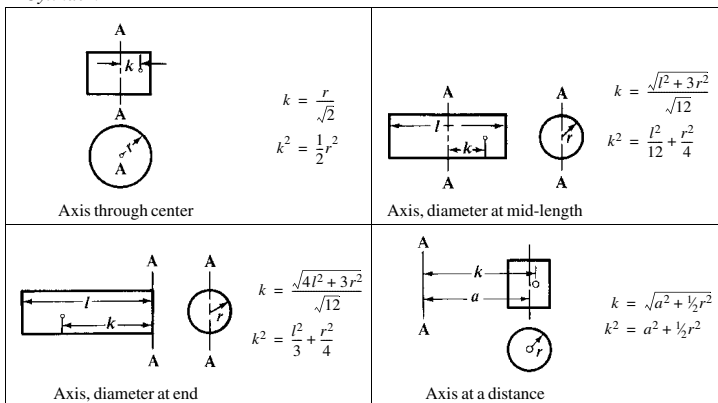 A
k
A
r
A
k = r/√2
k² = 1/2 r²
Axis through center
A
A
l
r
k
A
A
k = √(l² + 3r²)/√12
k² = l²/12 + r²/4
Axis, diameter at mid-length
A
A
l
r
k
A
A
k = √(4l² + 3r²)/√12
k² = l²/3 + r²/4
Axis, diameter at end
A
k
a
A
r
k = √(a² + ½r²)
k² = a² + ½r²
Axis at a distance